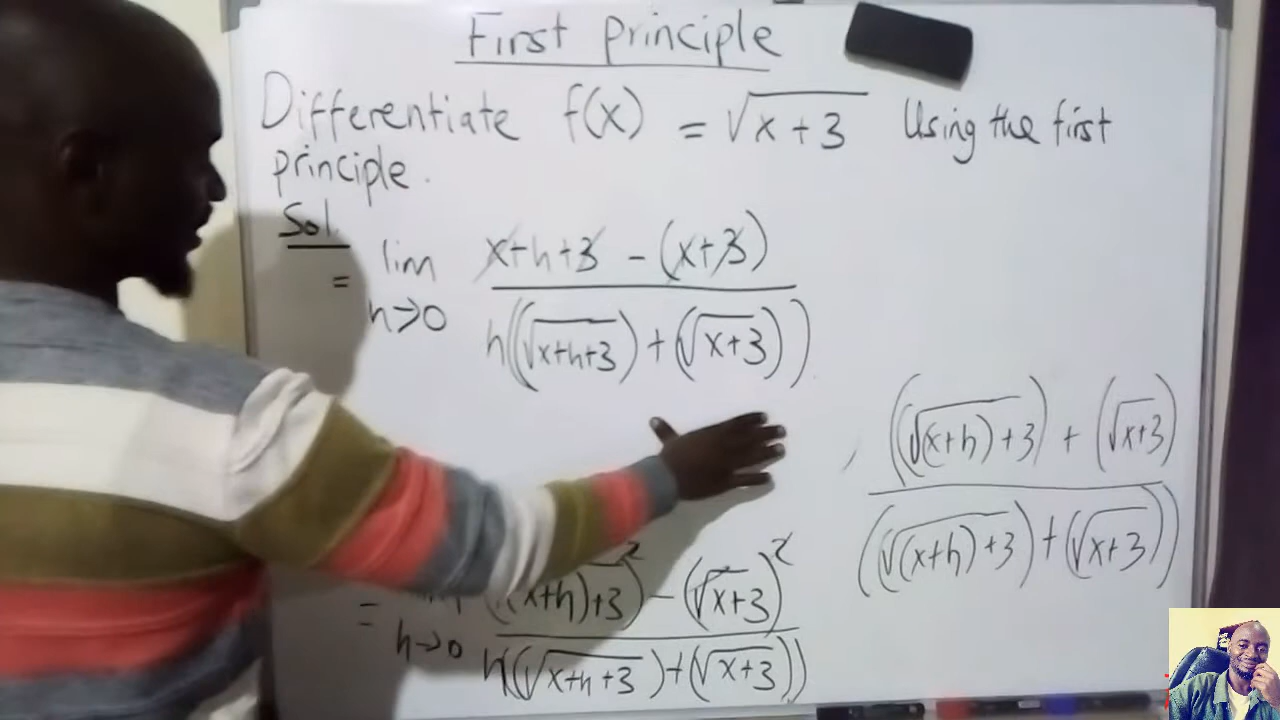 First principle
Differentiate f(x) = √x + 3 Using the first
principle.
Sol.
= lim x+h+3 - (x+3)
h→0 h((√x+h+3) + (√x+3))
((√(x+h)+3) + (√x+3)
((√(x+h)+3) + (√x+3))
= (x+h)+3)² - (√x+3)²
h→0 h((√x+h+3)+(√x+3))